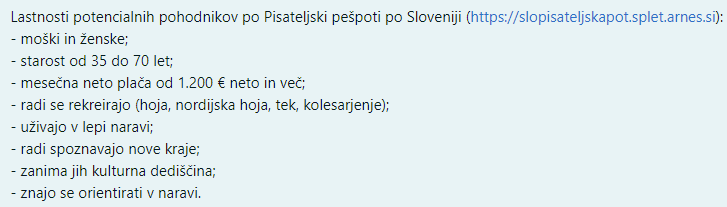 Lastnosti potencialnih pohodnikov po Pisateljski pešpoti po Sloveniji (https://slopisateljskapot.splet.arnes.si):
- moški in ženske;
- starost od 35 do 70 let;
- mesečna neto plača od 1.200 € neto in več;
- radi se rekreirajo (hoja, nordijska hoja, tek, kolesarjenje);
- uživajo v lepi naravi;
- radi spoznavajo nove kraje;
- zanima jih kulturna dediščina;
- znajo se orientirati v naravi.